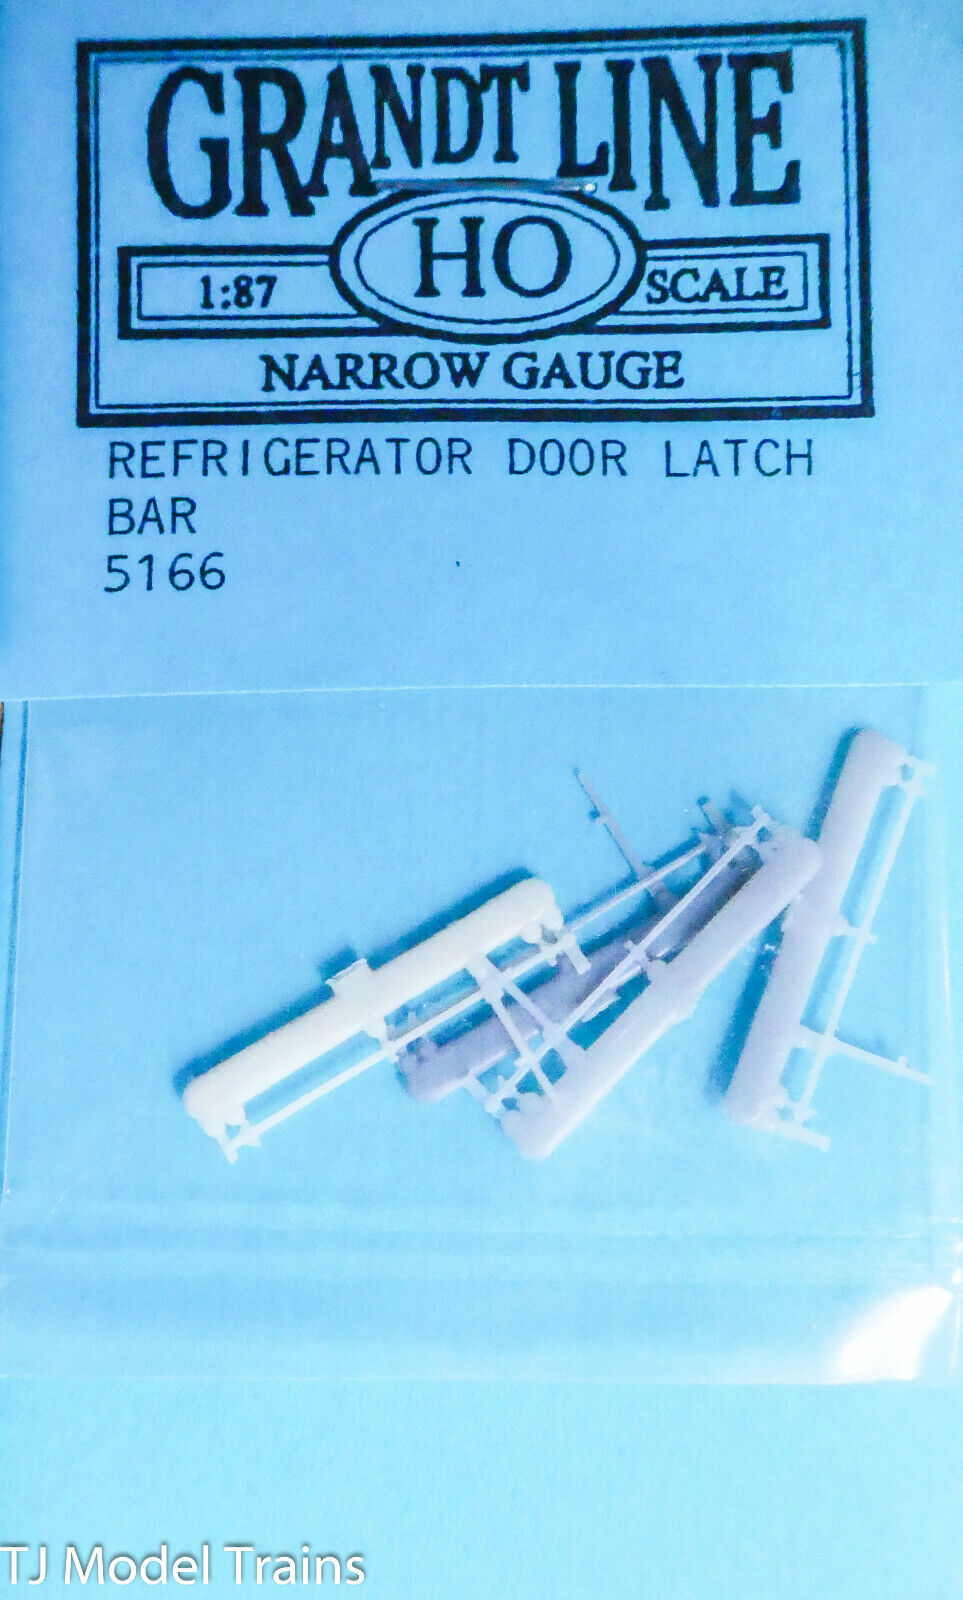 GRANDT LINE
HO
1:87 SCALE
NARROW GAUGE
REFRIGERATOR DOOR LATCH
BAR
5166
TJ Model Trains